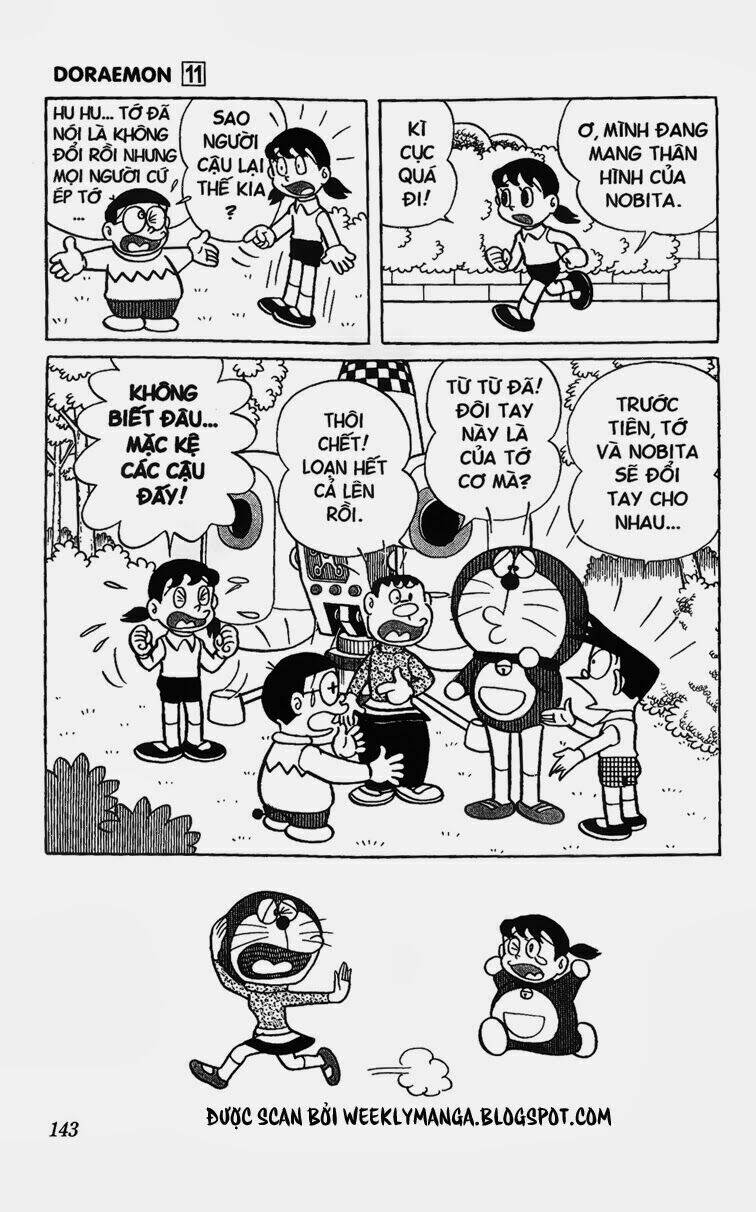 DORAEMON 11
Ơ, MÌNH ĐANG
MANG THÂN
HÌNH CỦA
NOBITA.
KÌ
CỤC
QUÁ
ĐI!
SAO
NGƯỜI
CẬU LẠI
THẾ KIA
?
HU HU... TỚ ĐÃ
NÓI LÀ KHÔNG
ĐỔI RỒI NHƯNG
MỌI NGƯỜI CỨ
ÉP TỚ
...
TRƯỚC
TIÊN, TỚ
VÀ NOBITA
SẼ ĐỔI
TAY CHO
NHAU...
TỪ TỪ ĐÃ!
ĐÔI TAY
NÀY LÀ
CỦA TỚ
CƠ MÀ?
THÔI
CHẾT!
LOẠN HẾT
CẢ LÊN
RỒI.
KHÔNG
BIẾT ĐÂU...
MẶC KỆ
CÁC CẬU
ĐẤY!
ĐƯỢC SCAN BỞI WEEKLYMANGA.BLOGSPOT.COM
143